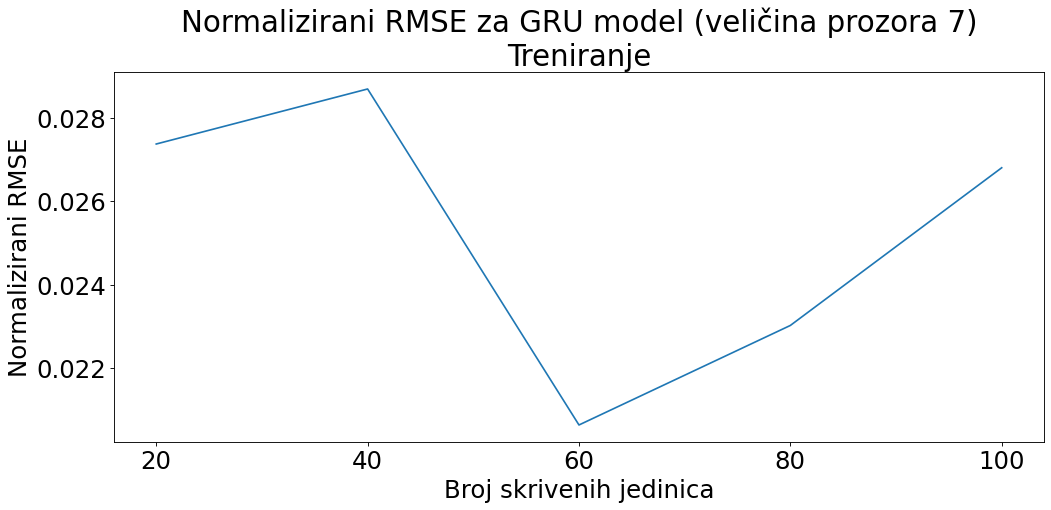 Normalizirani RMSE za GRU model (veličina prozora 7)
Treniranje
Normalizirani RMSE
0.028
0.026
0.024
0.022
20 40 60 80 100
Broj skrivenih jedinica